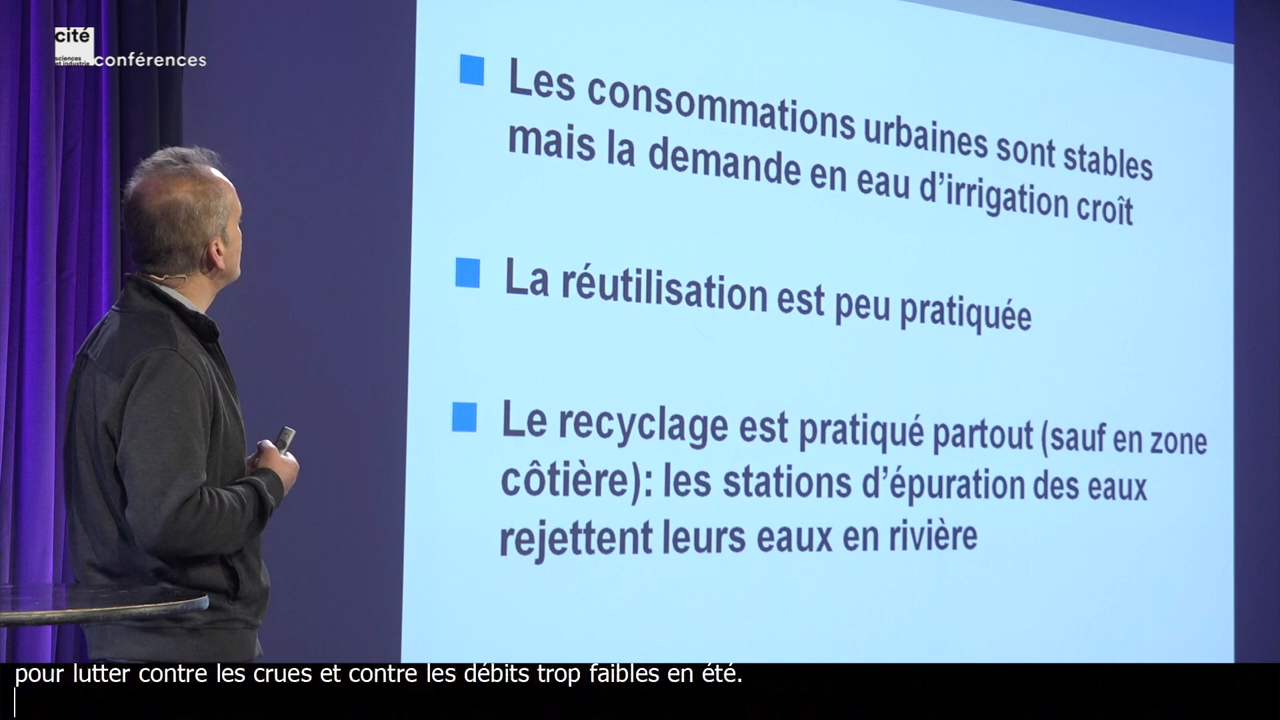 cité
sciences
et industrie
conférences
Les consommations urbaines sont stables
mais la demande en eau d’irrigation croît
La réutilisation est peu pratiquée
Le recyclage est pratiqué partout (sauf en zone
côtière): les stations d’épuration des eaux
rejettent leurs eaux en rivière
pour lutter contre les crues et contre les débits trop faibles en été.